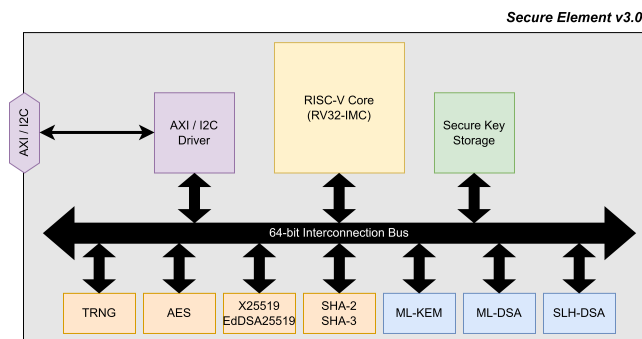 Secure Element v3.0
AXI / I2C
AXI / I2C
Driver
RISC-V Core
(RV32-IMC)
Secure Key
Storage
64-bit Interconnection Bus
TRNG
AES
X25519
EdDSA25519
SHA-2
SHA-3
ML-KEM
ML-DSA
SLH-DSA